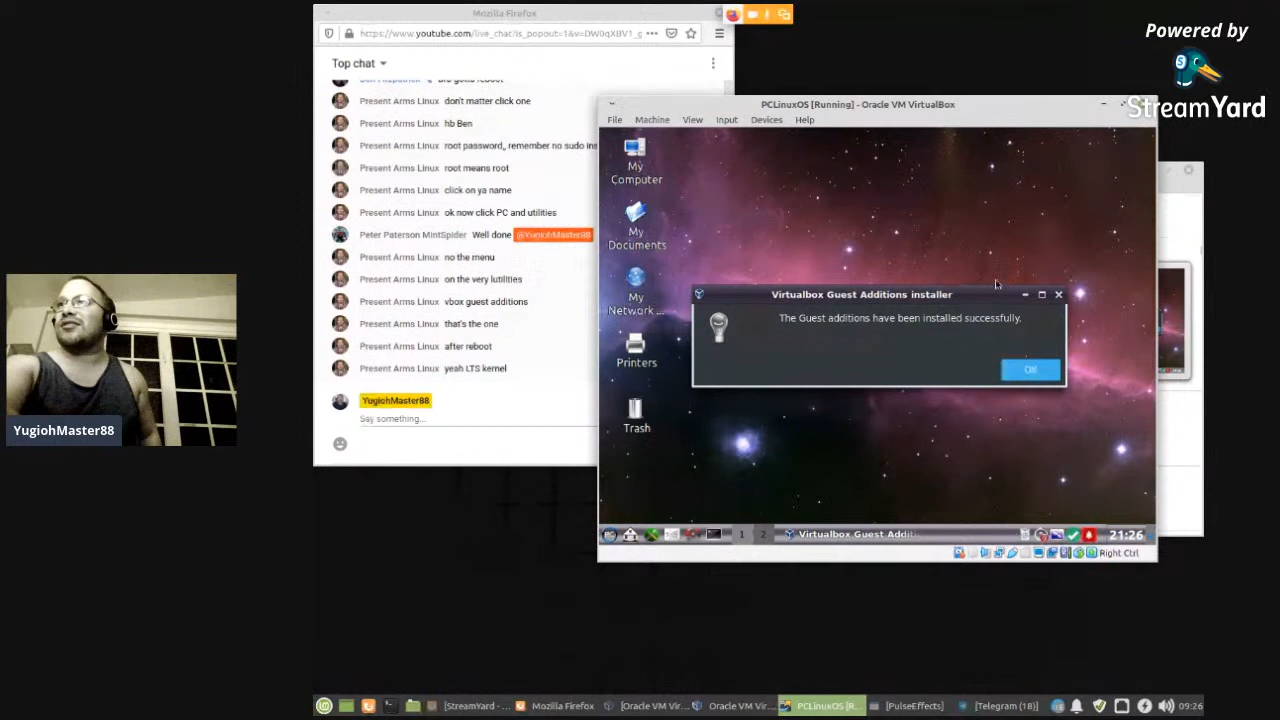 Mozilla Firefox
https://www.youtube.com/live_chat?is_popout=1&v=DW0qXBV1_
Top chat
Present Arms Linux don't matter click one
Present Arms Linux hb Ben
Present Arms Linux root password,, remember no sudo ins
Present Arms Linux root means root
Present Arms Linux click on ya name
Present Arms Linux ok now click PC and utilities
Peter Paterson MintSpider Well done @YugiohMaster88
Present Arms Linux no the menu
Present Arms Linux on the very lutilities
Present Arms Linux vbox guest additions
Present Arms Linux that's the one
Present Arms Linux after reboot
Present Arms Linux yeah LTS kernel
YugiohMaster88
Say something...
Powered by
StreamYard
PCLinuxOS [Running] - Oracle VM VirtualBox
File Machine View Input Devices Help
My
Computer
My
Documents
My
Network ...
Printers
Trash
Virtualbox Guest Additions installer
The Guest additions have been installed successfully.
OK
1 2 Virtualbox Guest Additi 21:26
Right Ctrl
YugiohMaster88
[StreamYard - ... Mozilla Firefox [Oracle VM Vir... Oracle VM Vir... PCLinuxOS [R... [PulseEffects] [Telegram (18)] 09:26